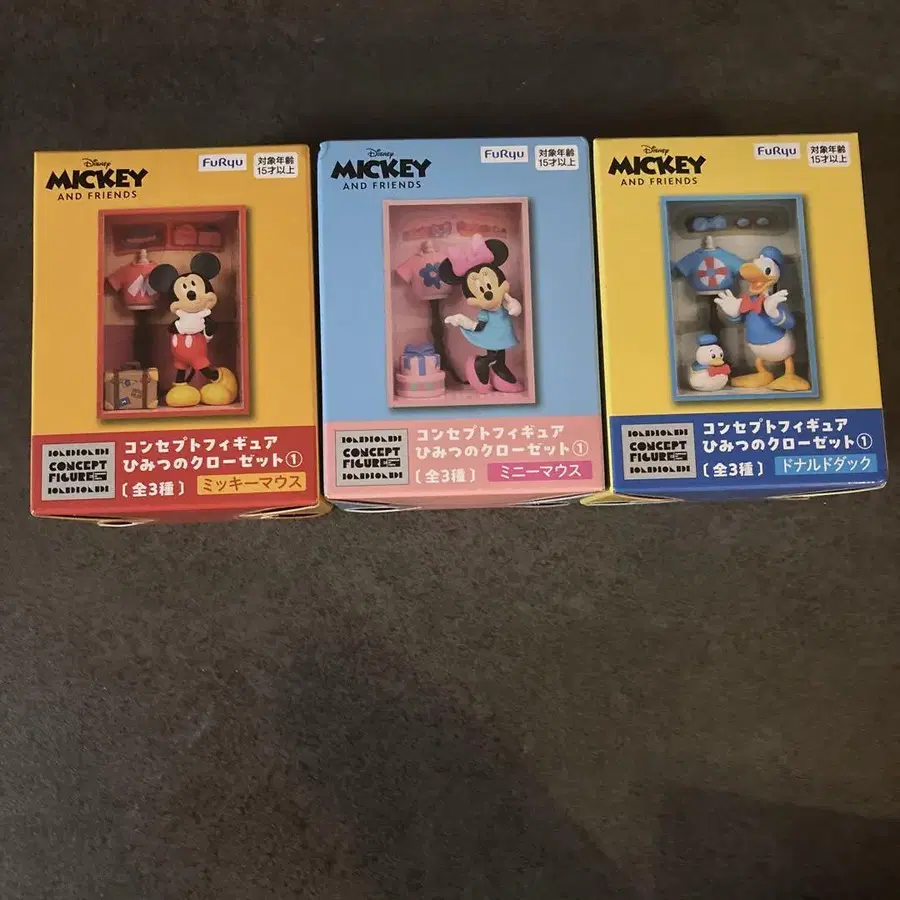 Disney
MICKEY
AND FRIENDS
FuRyu
対象年齢
15才以上
CONCEPT
FIGURE
コンセプトフィギュア
ひみつのクローゼット①
〔全3種〕 ミッキーマウス
Disney
MICKEY
AND FRIENDS
FuRyu
対象年齢
15才以上
CONCEPT
FIGURE
コンセプトフィギュア
ひみつのクローゼット①
〔全3種〕 ミニーマウス
Disney
MICKEY
AND FRIENDS
FuRyu
対象年齢
15才以上
CONCEPT
FIGURE
コンセプトフィギュア
ひみつのクローゼット①
〔全3種〕 ドナルドダック